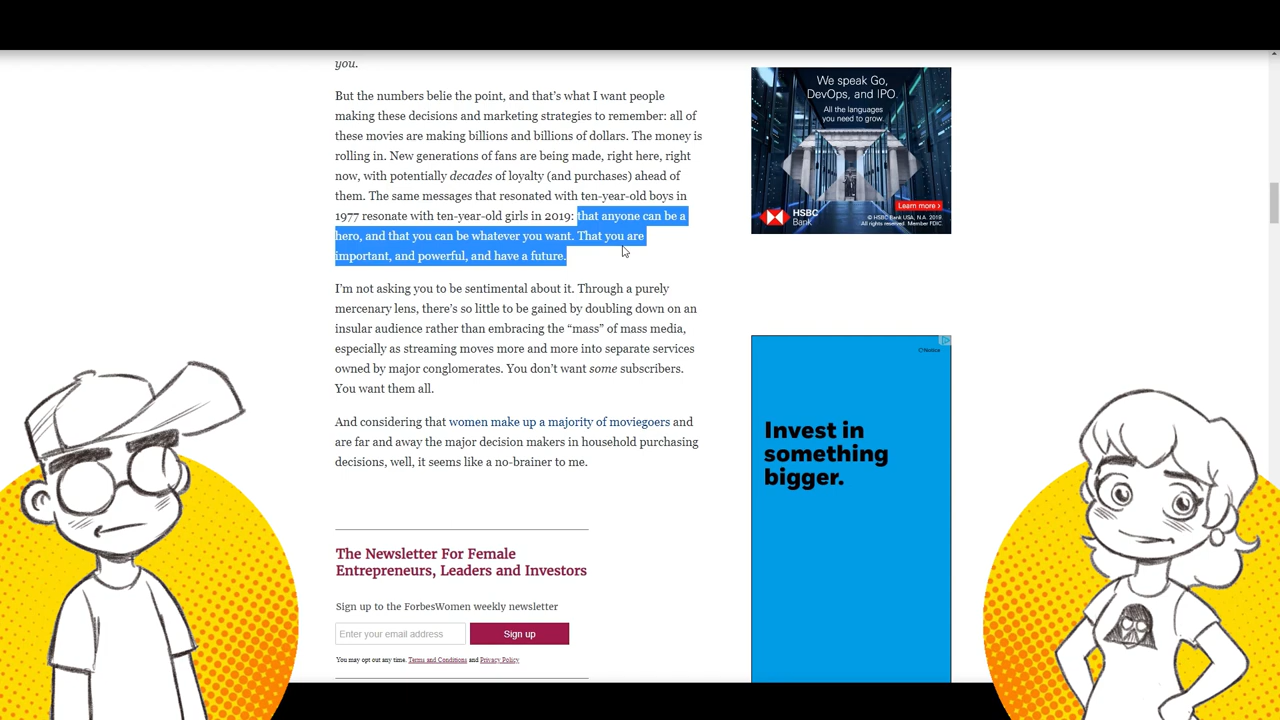 you.
But the numbers belie the point, and that's what I want people
making these decisions and marketing strategies to remember: all of
these movies are making billions and billions of dollars. The money is
rolling in. New generations of fans are being made, right here, right
now, with potentially decades of loyalty (and purchases) ahead of
them. The same messages that resonated with ten-year-old boys in
1977 resonate with ten-year-old girls in 2019: that anyone can be a
hero, and that you can be whatever you want. That you are
important, and powerful, and have a future.
I'm not asking you to be sentimental about it. Through a purely
mercenary lens, there's so little to be gained by doubling down on an
insular audience rather than embracing the “mass” of mass media,
especially as streaming moves more and more into separate services
owned by major conglomerates. You don't want some subscribers.
You want them all.
And considering that women make up a majority of moviegoers and
are far and away the major decision makers in household purchasing
decisions, well, it seems like a no-brainer to me.
The Newsletter For Female
Entrepreneurs, Leaders and Investors
Sign up to the ForbesWomen weekly newsletter
Enter your email address
Sign up
You may opt out any time. Terms and Conditions and Privacy Policy
We speak Go,
DevOps, and IPO.
All the languages
you need to grow.
Learn more >
HSBC
Bank
© HSBC Bank USA, N.A. 2019
All rights reserved. Member FDIC
Notice
Invest in
something
bigger.